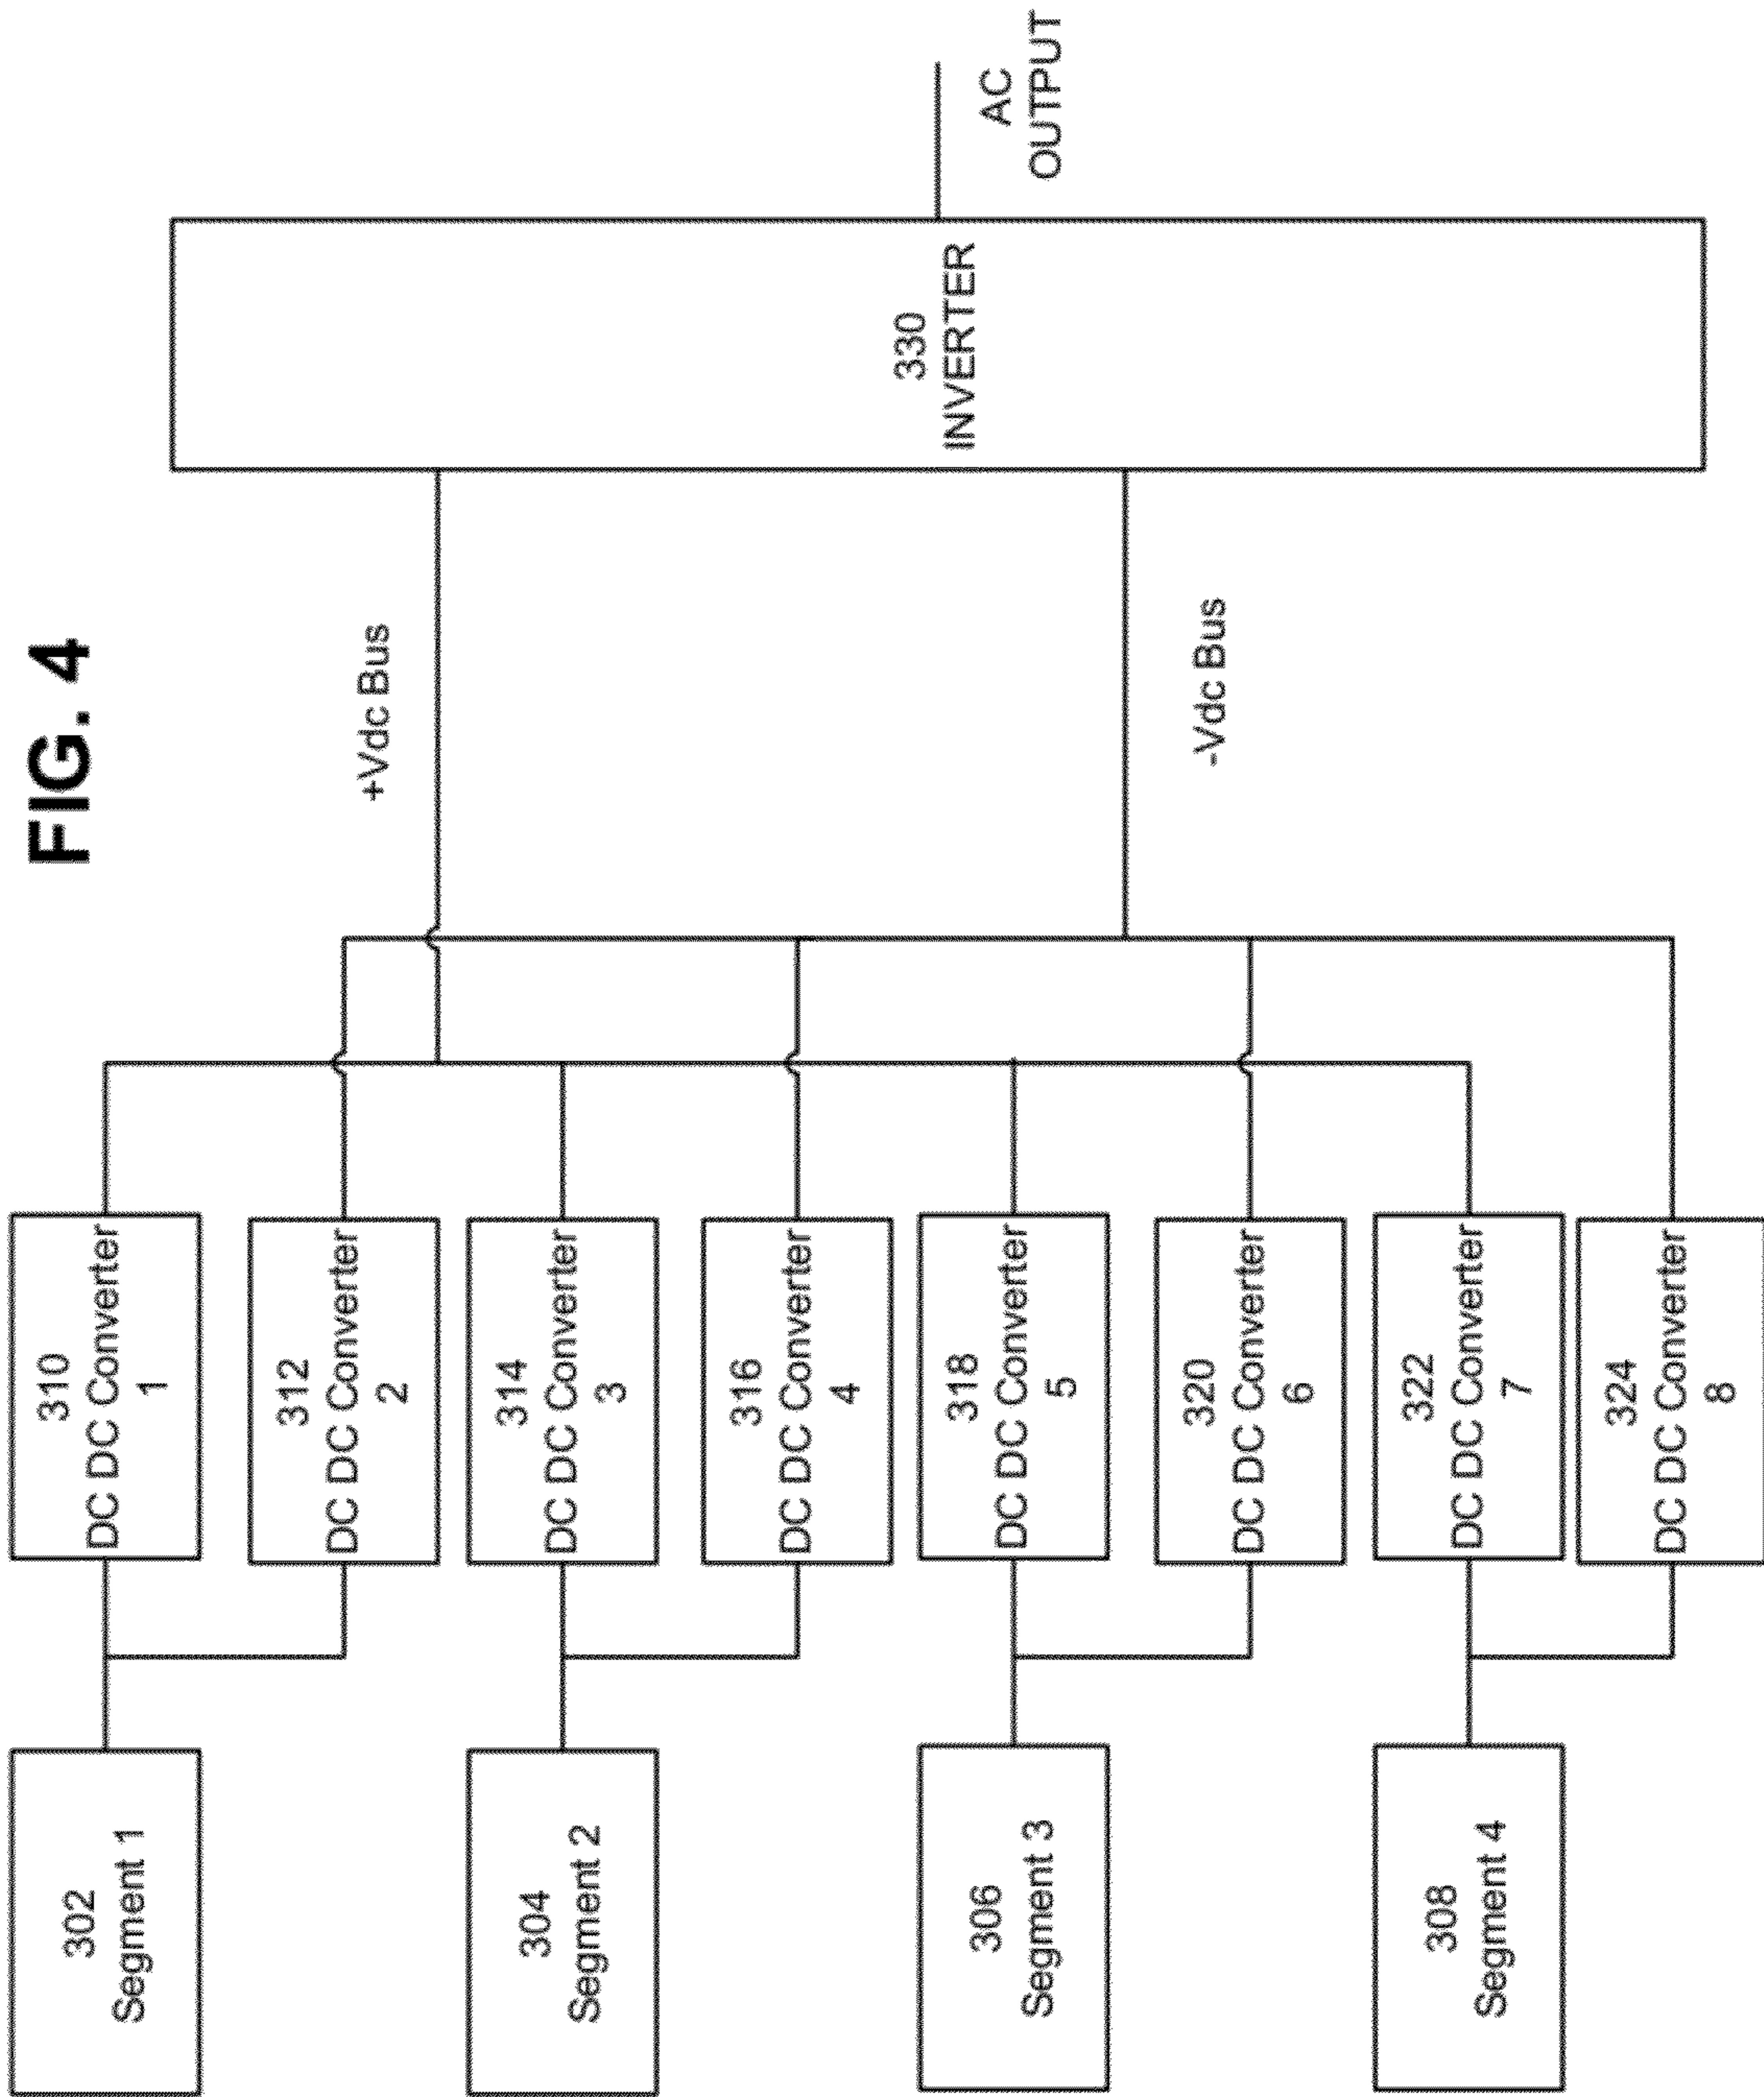 FIG. 4
302
Segment 1
304
Segment 2
306
Segment 3
308
Segment 4
310
DC DC Converter
1
312
DC DC Converter
2
314
DC DC Converter
3
316
DC DC Converter
4
318
DC DC Converter
5
320
DC DC Converter
6
322
DC DC Converter
7
324
DC DC Converter
8
+Vdc Bus
-Vdc Bus
330
INVERTER
AC
OUTPUT